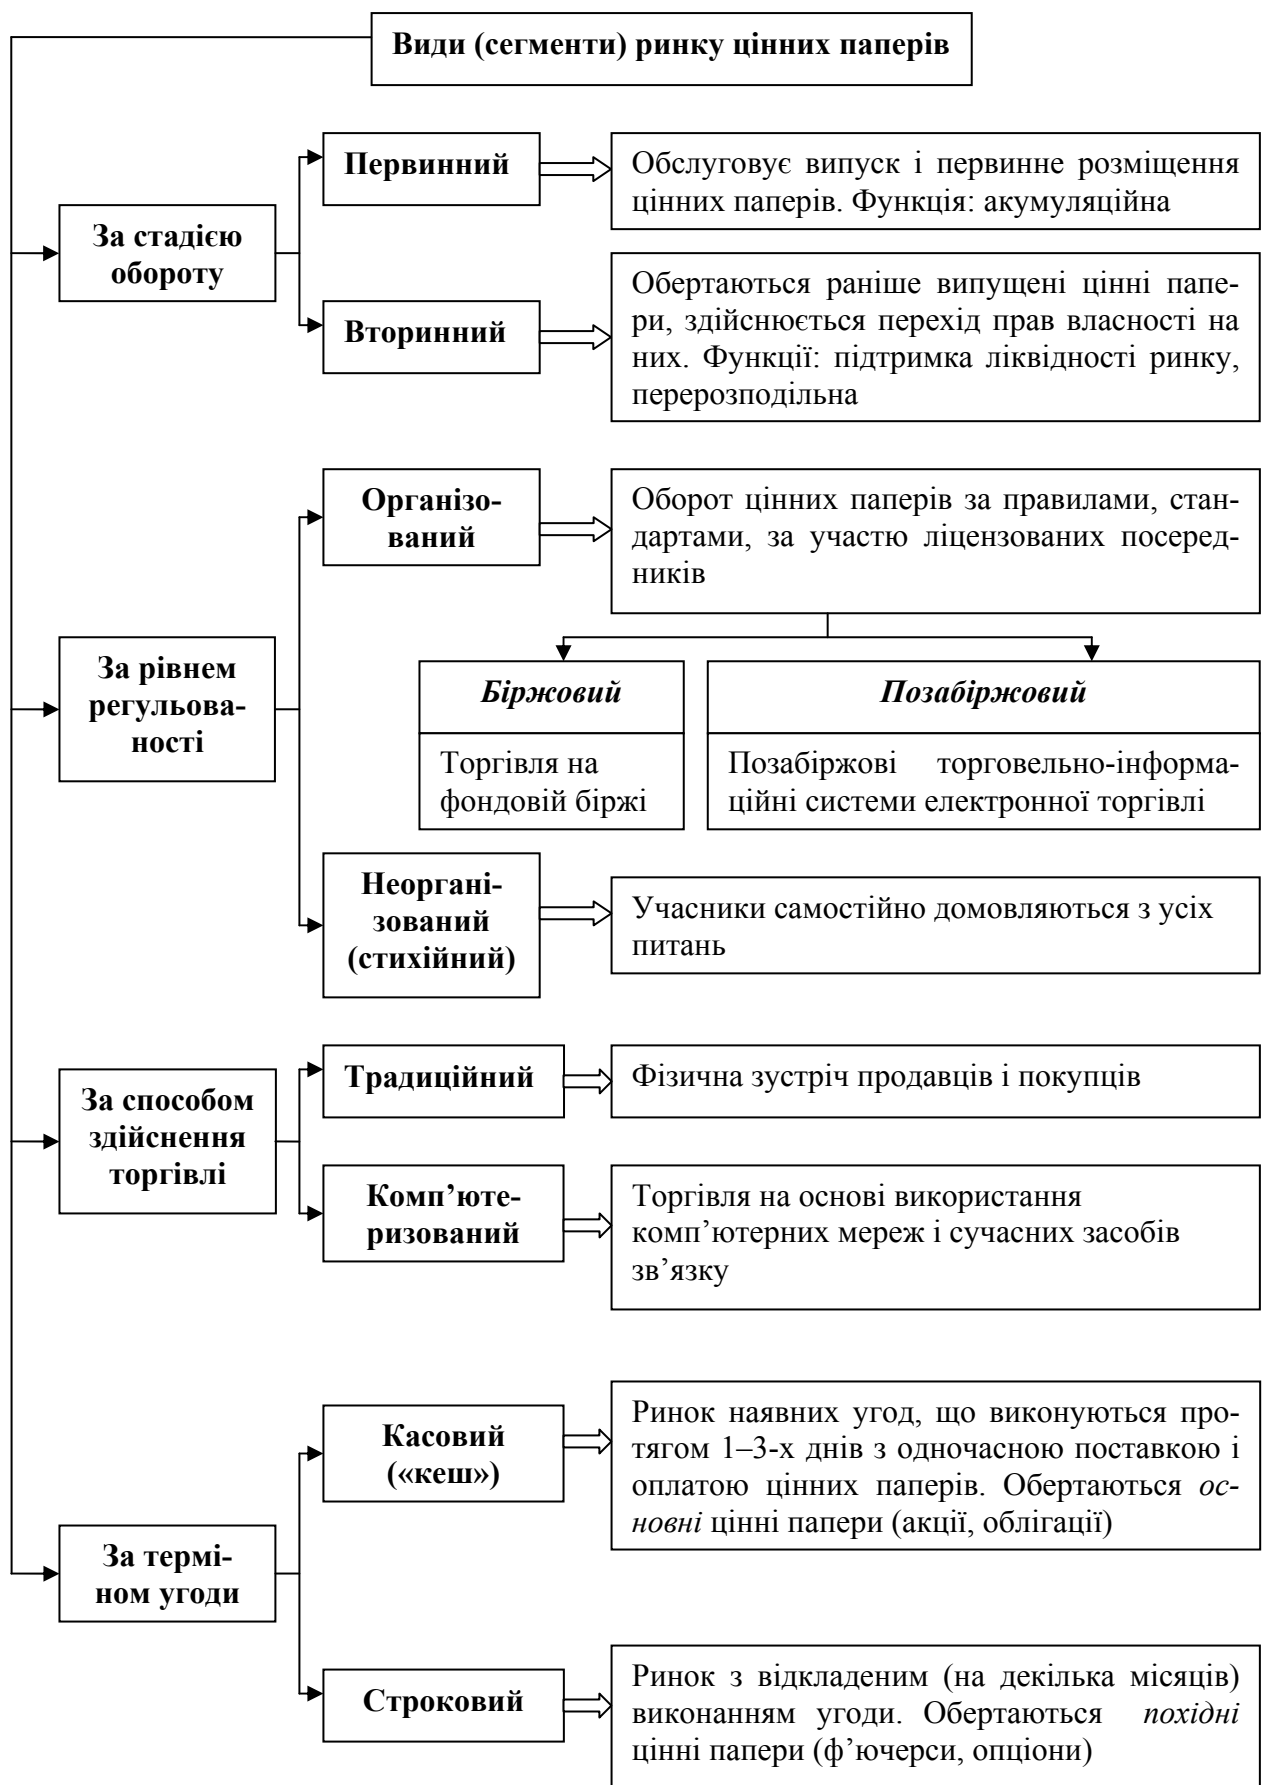 Види (сегменти) ринку цінних паперів
За стадією
обороту
Первинний
Обслуговує випуск і первинне розміщення
цінних паперів. Функція: акумуляційна
Вторинний
Обертаються раніше випущені цінні папе-
ри, здійснюється перехід прав власності на
них. Функції: підтримка ліквідності ринку,
перерозподільна
За рівнем
регульова-
ності
Організо-
ваний
Оборот цінних паперів за правилами, стан-
дартами, за участю ліцензованих посеред-
ників
Біржовий
Торгівля на
фондовій біржі
Позабіржовий
Позабіржові торговельно-інформа-
ційні системи електронної торгівлі
Неоргані-
зований
(стихійний)
Учасники самостійно домовляються з усіх
питань
За способом
здійснення
торгівлі
Традиційний
Фізична зустріч продавців і покупців
Комп’юте-
ризований
Торгівля на основі використання
комп’ютерних мереж і сучасних засобів
зв’язку
За термі-
ном угоди
Касовий
(«кеш»)
Ринок наявних угод, що виконуються про-
тягом 1–3-х днів з одночасною поставкою і
оплатою цінних паперів. Обертаються ос-
новні цінні папери (акції, облігації)
Строковий
Ринок з відкладеним (на декілька місяців)
виконанням угоди. Обертаються похідні
цінні папери (ф’ючерси, опціони)